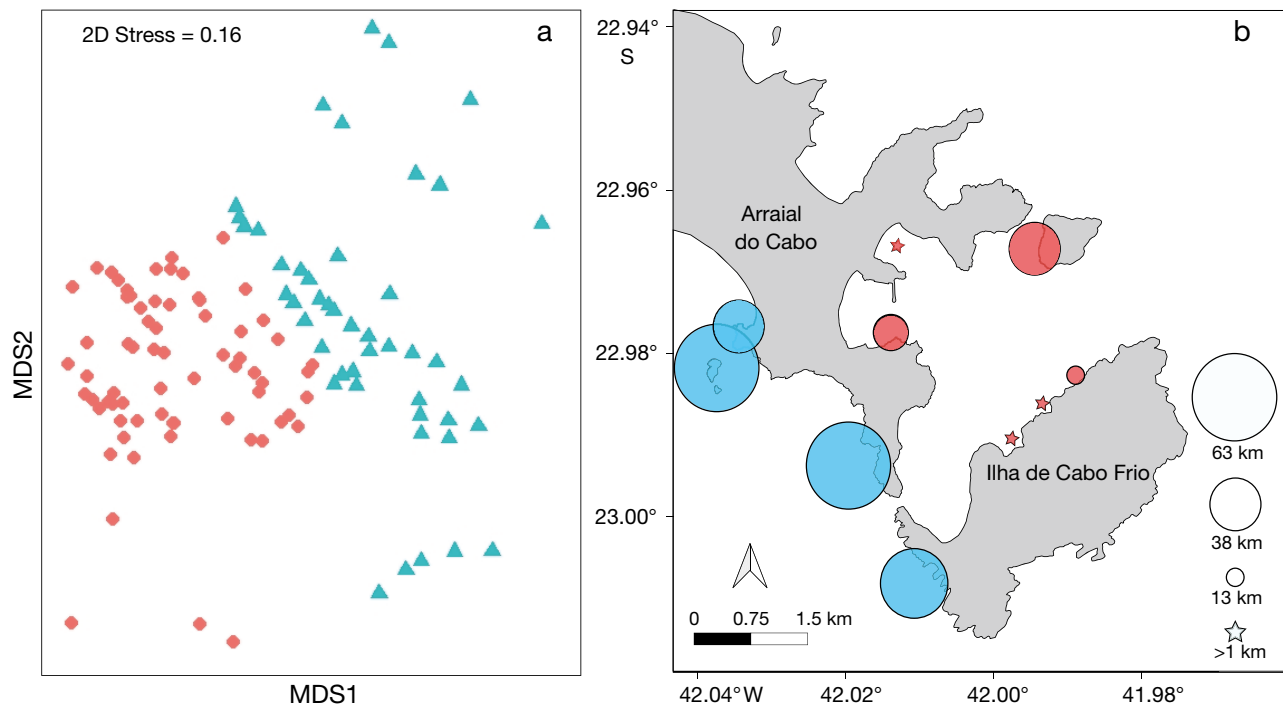 2D Stress = 0.16
a
MDS2
MDS1
b
22.94°
S
22.96°
22.98°
23.00°
Arraial
do Cabo
Ilha de Cabo Frio
0 0.75 1.5 km
63 km
38 km
13 km
>1 km
42.04° W 42.02° 42.00° 41.98°